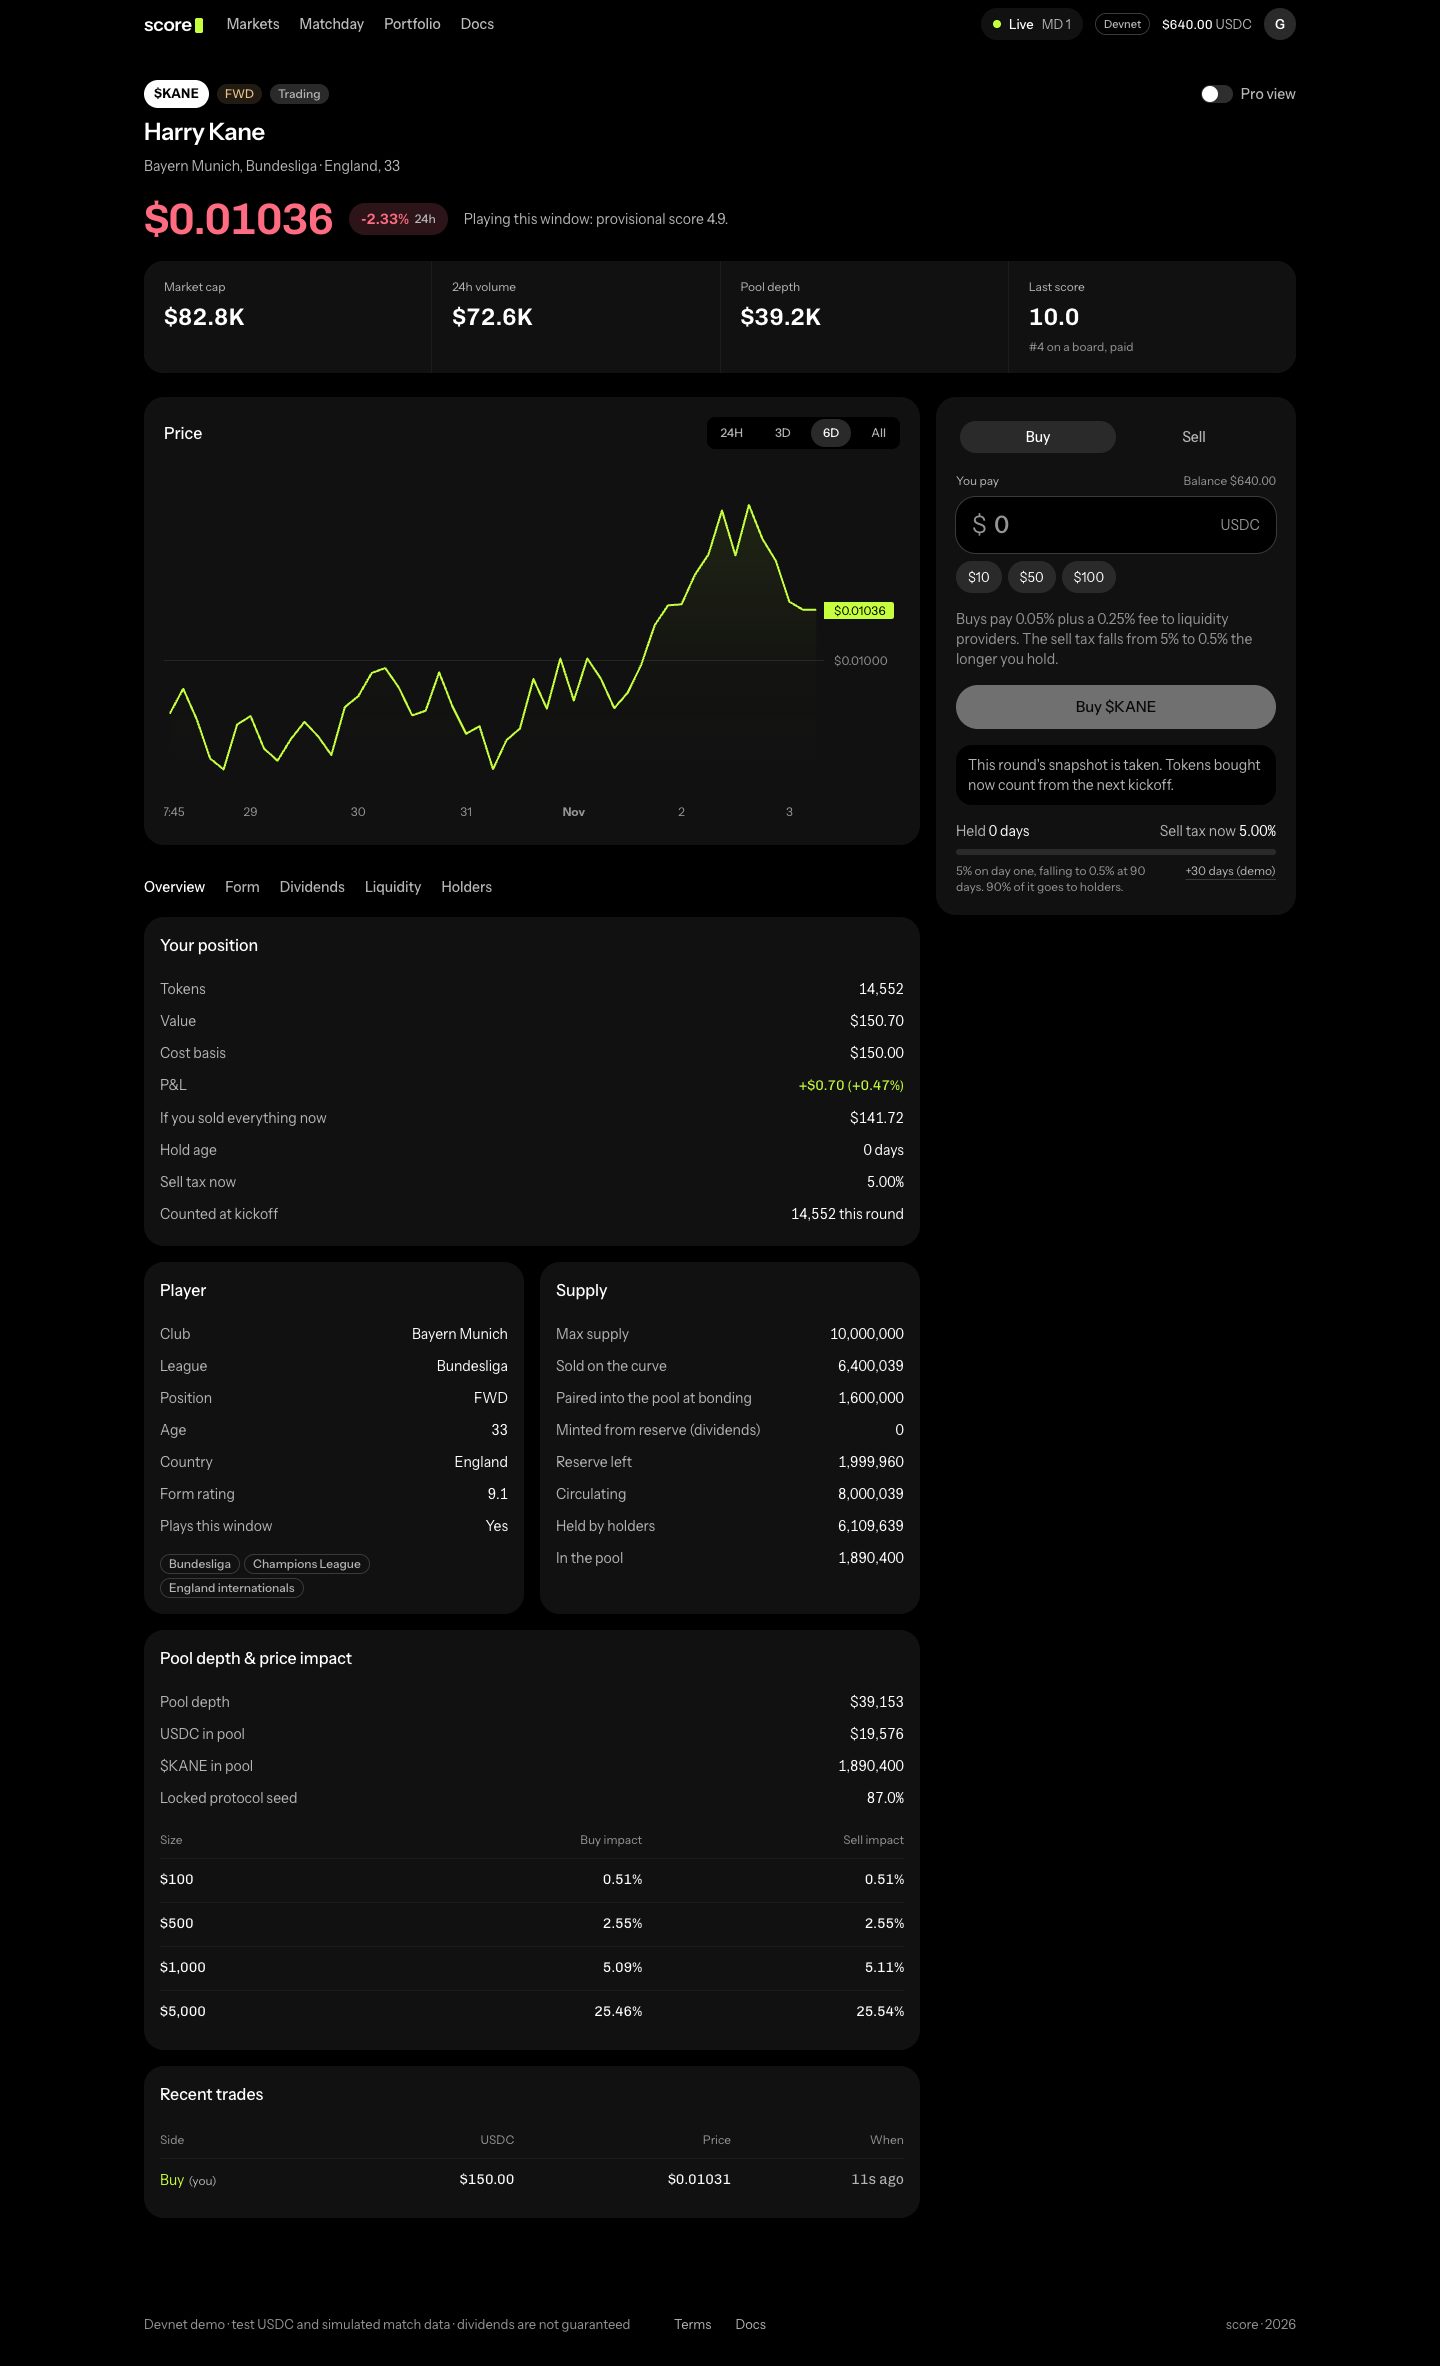 score Markets Matchday Portfolio Docs Live MD 1 Devnet $640.00 USDC G
$KANE FWD Trading Pro view
Harry Kane
Bayern Munich, Bundesliga · England, 33
$0.01036 -2.33% 24h Playing this window: provisional score 4.9.
Market cap 24h volume Pool depth Last score
$82.8K $72.6K $39.2K 10.0
#4 on a board, paid
Price 24H 3D 6D All
$0.01036
$0.01000
7:45 29 30 31 Nov 2 3
Buy Sell
You pay Balance $640.00
$ 0 USDC
$10 $50 $100
Buys pay 0.05% plus a 0.25% fee to liquidity
providers. The sell tax falls from 5% to 0.5% the
longer you hold.
Buy $KANE
This round's snapshot is taken. Tokens bought
now count from the next kickoff.
Held 0 days Sell tax now 5.00%
5% on day one, falling to 0.5% at 90 +30 days (demo)
days. 90% of it goes to holders.
Overview Form Dividends Liquidity Holders
Your position
Tokens 14,552
Value $150.70
Cost basis $150.00
P&L +$0.70 (+0.47%)
If you sold everything now $141.72
Hold age 0 days
Sell tax now 5.00%
Counted at kickoff 14,552 this round
Player
Club Bayern Munich
League Bundesliga
Position FWD
Age 33
Country England
Form rating 9.1
Plays this window Yes
Bundesliga Champions League
England internationals
Supply
Max supply 10,000,000
Sold on the curve 6,400,039
Paired into the pool at bonding 1,600,000
Minted from reserve (dividends) 0
Reserve left 1,999,960
Circulating 8,000,039
Held by holders 6,109,639
In the pool 1,890,400
Pool depth & price impact
Pool depth $39,153
USDC in pool $19,576
$KANE in pool 1,890,400
Locked protocol seed 87.0%
Size Buy impact Sell impact
$100 0.51% 0.51%
$500 2.55% 2.55%
$1,000 5.09% 5.11%
$5,000 25.46% 25.54%
Recent trades
Side USDC Price When
Buy (you) $150.00 $0.01031 11s ago
Devnet demo · test USDC and simulated match data · dividends are not guaranteed Terms Docs score · 2026